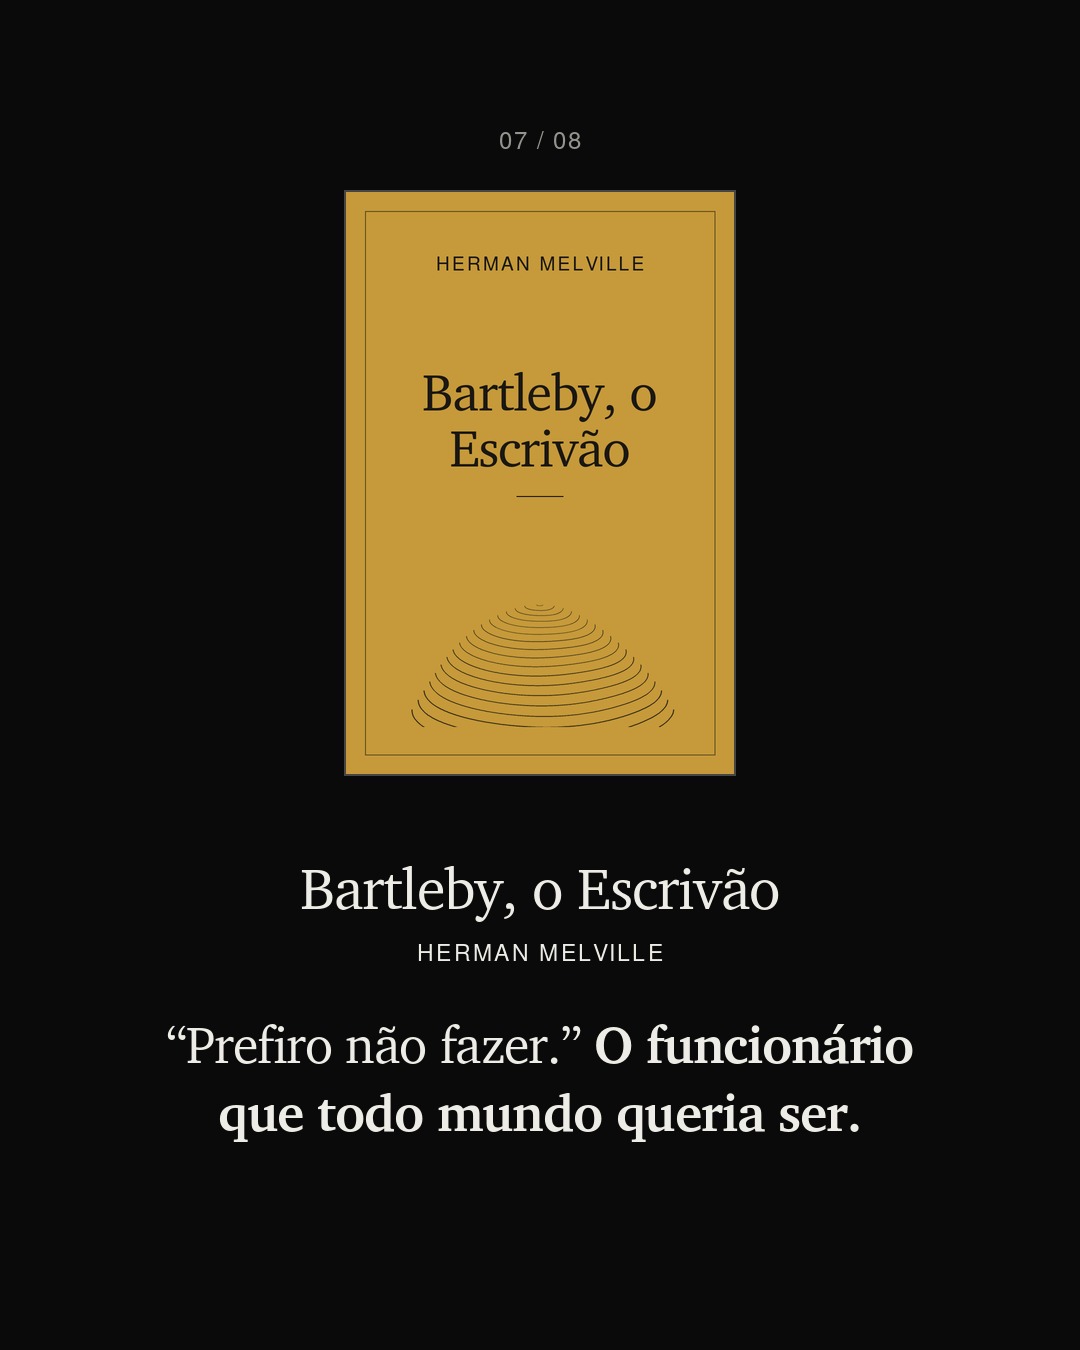 07 / 08
HERMAN MELVILLE
Bartleby, o
Escrivão
Bartleby, o Escrivão
HERMAN MELVILLE
“Prefiro não fazer.” O funcionário
que todo mundo queria ser.